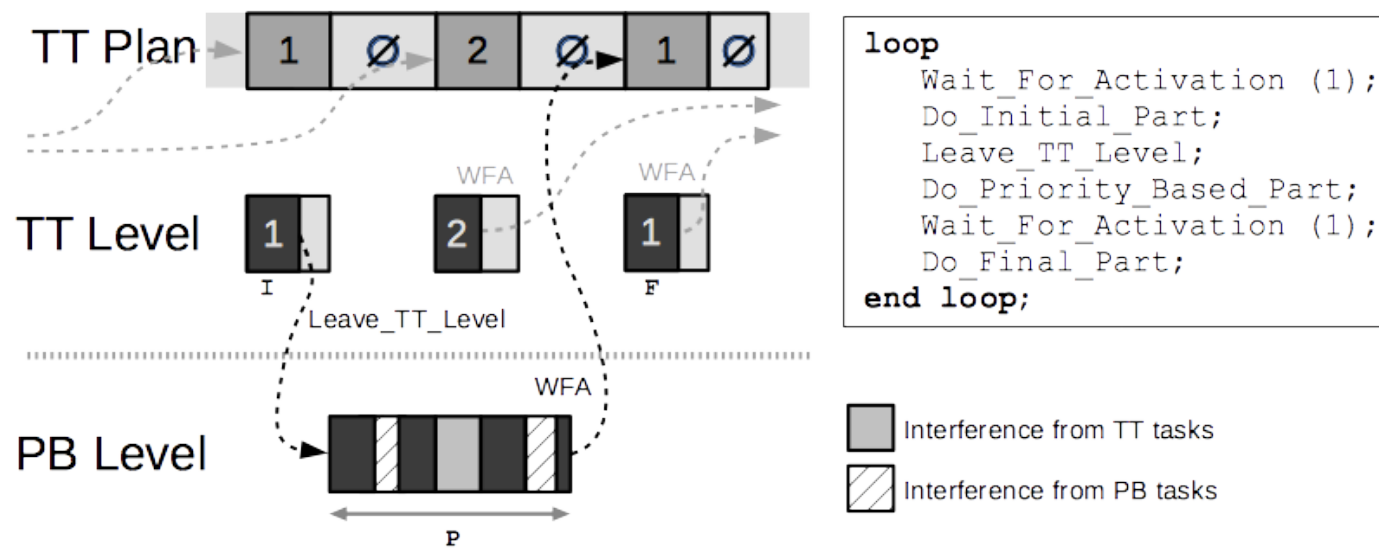 TT Plan
1 Ø 2 Ø 1 Ø
WFA WFA
TT Level
1 2 1
I F
Leave_TT_Level
WFA
PB Level
P
loop
Wait_For_Activation (1);
Do_Initial_Part;
Leave_TT_Level;
Do_Priority_Based_Part;
Wait_For_Activation (1);
Do_Final_Part;
end loop;
Interference from TT tasks
Interference from PB tasks